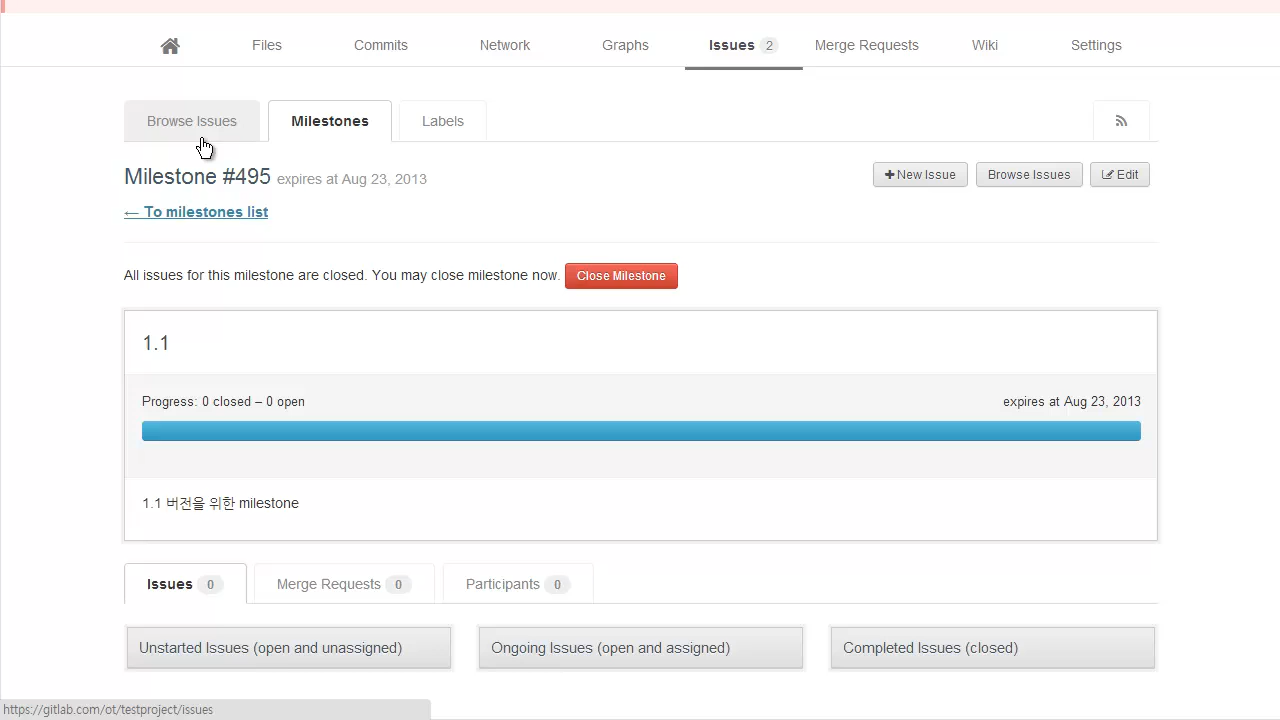 Files Commits Network Graphs Issues 2 Merge Requests Wiki Settings
Browse Issues Milestones Labels
Milestone #495 expires at Aug 23, 2013 New Issue Browse Issues Edit
← To milestones list
All issues for this milestone are closed. You may close milestone now. Close Milestone
1.1
Progress: 0 closed – 0 open expires at Aug 23, 2013
1.1 버전을 위한 milestone
Issues 0 Merge Requests 0 Participants 0
Unstarted Issues (open and unassigned) Ongoing Issues (open and assigned) Completed Issues (closed)
https://gitlab.com/ot/testproject/issues